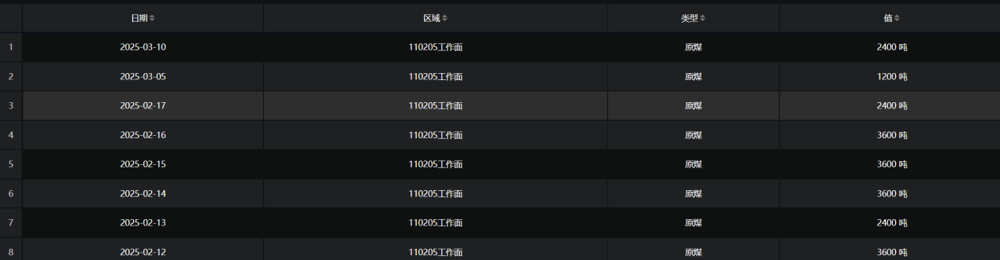 日期 区域 类型 值
1 2025-03-10 110205工作面 原煤 2400 吨
2 2025-03-05 110205工作面 原煤 1200 吨
3 2025-02-17 110205工作面 原煤 2400 吨
4 2025-02-16 110205工作面 原煤 3600 吨
5 2025-02-15 110205工作面 原煤 3600 吨
6 2025-02-14 110205工作面 原煤 3600 吨
7 2025-02-13 110205工作面 原煤 2400 吨
8 2025-02-12 110205工作面 原煤 3600 吨